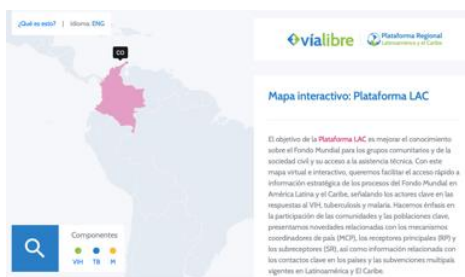 ¿Qué es esto? | Idioma: ENG
vialibre
Plataforma Regional
Latinoamérica y el Caribe
CO
Mapa interactivo: Plataforma LAC
El objetivo de la Plataforma LAC es mejorar el conocimiento
sobre el Fondo Mundial para los grupos comunitarios y de la
sociedad civil y su acceso a la asistencia técnica. Con este
mapa virtual e interactivo, queremos facilitar el acceso rápido a
información estratégica de los procesos del Fondo Mundial en
América Latina y el Caribe, señalando los actores clave en las
respuestas al VIH, tuberculosis y malaria. Hacemos énfasis en
la participación de las comunidades y las poblaciones clave,
presentamos novedades relacionadas con los mecanismos
coordinadores de país (MCP), los receptores principales (RP) y
los subreceptores (SR), así como información relacionada con
los contactos clave en los países y las subvenciones multipaís
vigentes en Latinoamérica y El Caribe.
Componentes
VIH TB M